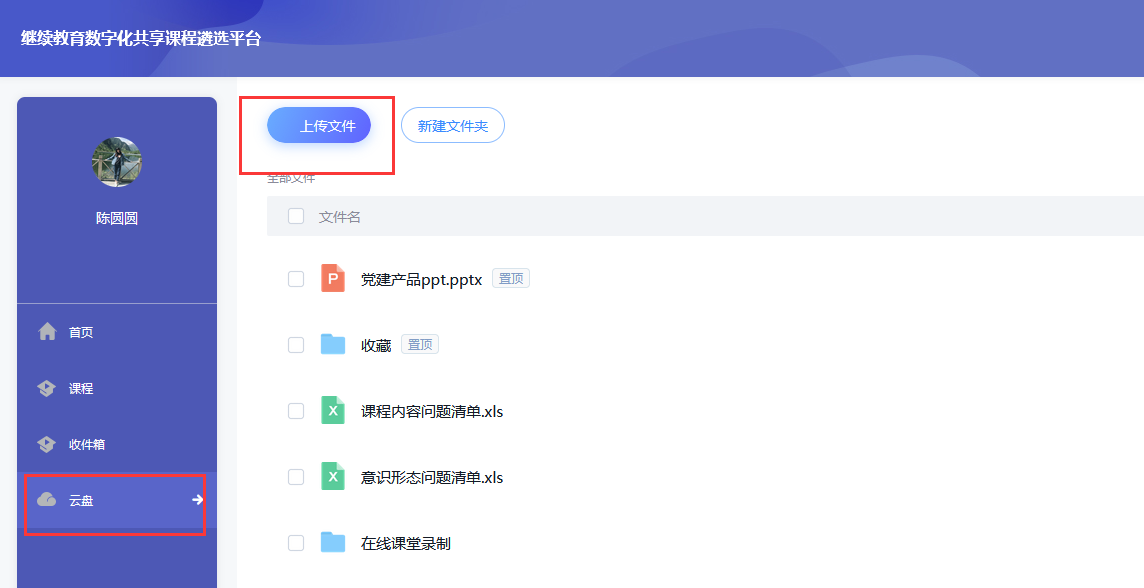 继续教育数字化共享课程遴选平台
上传文件
新建文件夹
全部文件
陈圆圆
文件名
P 党建产品ppt.pptx 置顶
首页
收藏 置顶
课程
X 课程内容问题清单.xls
收件箱
X 意识形态问题清单.xls
云盘
在线课堂录制